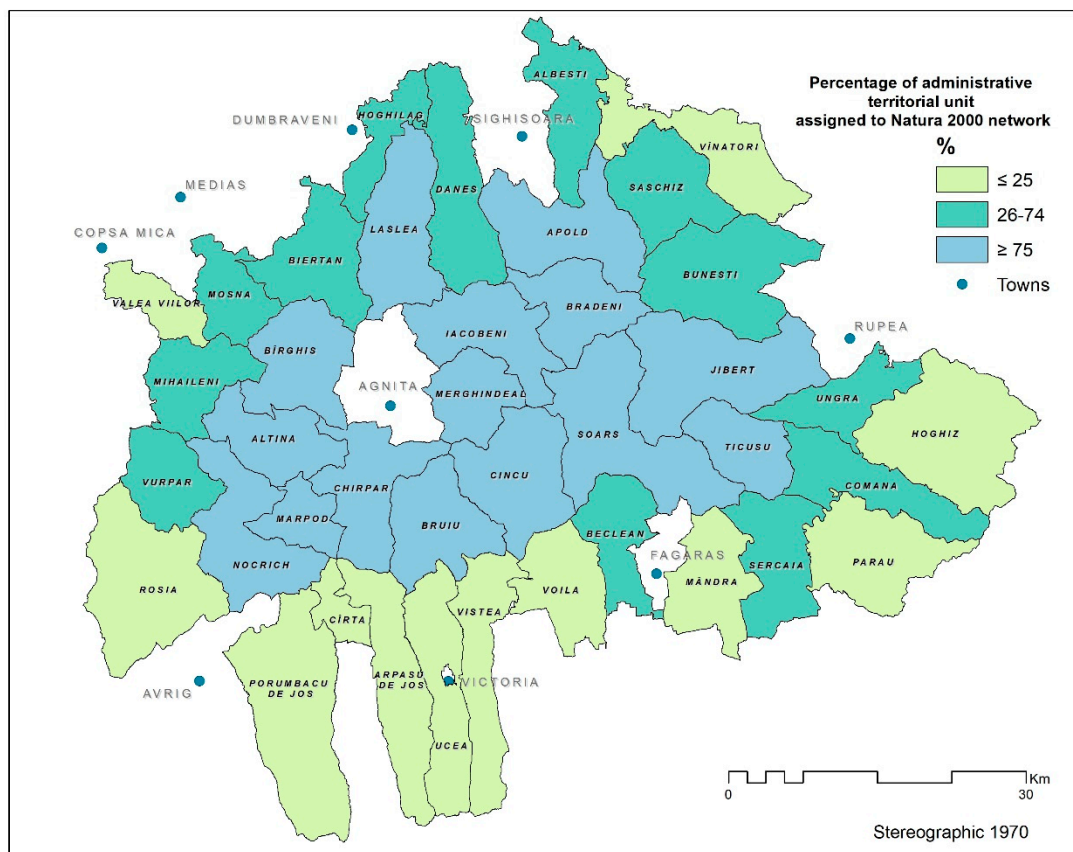 ALBESTI
Percentage of administrative
territorial unit
assigned to Natura 2000 network
%
≤ 25
26-74
≥ 75
Towns
HOGHILAG
DUMBRAVENI
SIGHISOARA
VÎNATORI
MEDIAS
DANES
SASCHIZ
LASLEA
APOLD
COPSA MICA
BIERTAN
BUNESTI
MOSNA
VALEA VIILOR
BRADENI
RUPEA
IACOBENI
BÎRGHIS
JIBERT
MIHAILENI
AGNITA
MERGHINDEAL
UNGRA
HOGHIZ
ALTINA
SOARS
TICUSU
CINCU
VURPAR
CHIRPAR
COMANA
MARPOD
BRUIU
BECLEAN
FAGARAS
NOCRICH
SERCAIA
PARAU
ROSIA
VOILA
MÂNDRA
VISTEA
CÎRTA
AVRIG
PORUMBACU
DE JOS
ARPASU
DE JOS
VICTORIA
UCEA
Km
0
30
Stereographic 1970